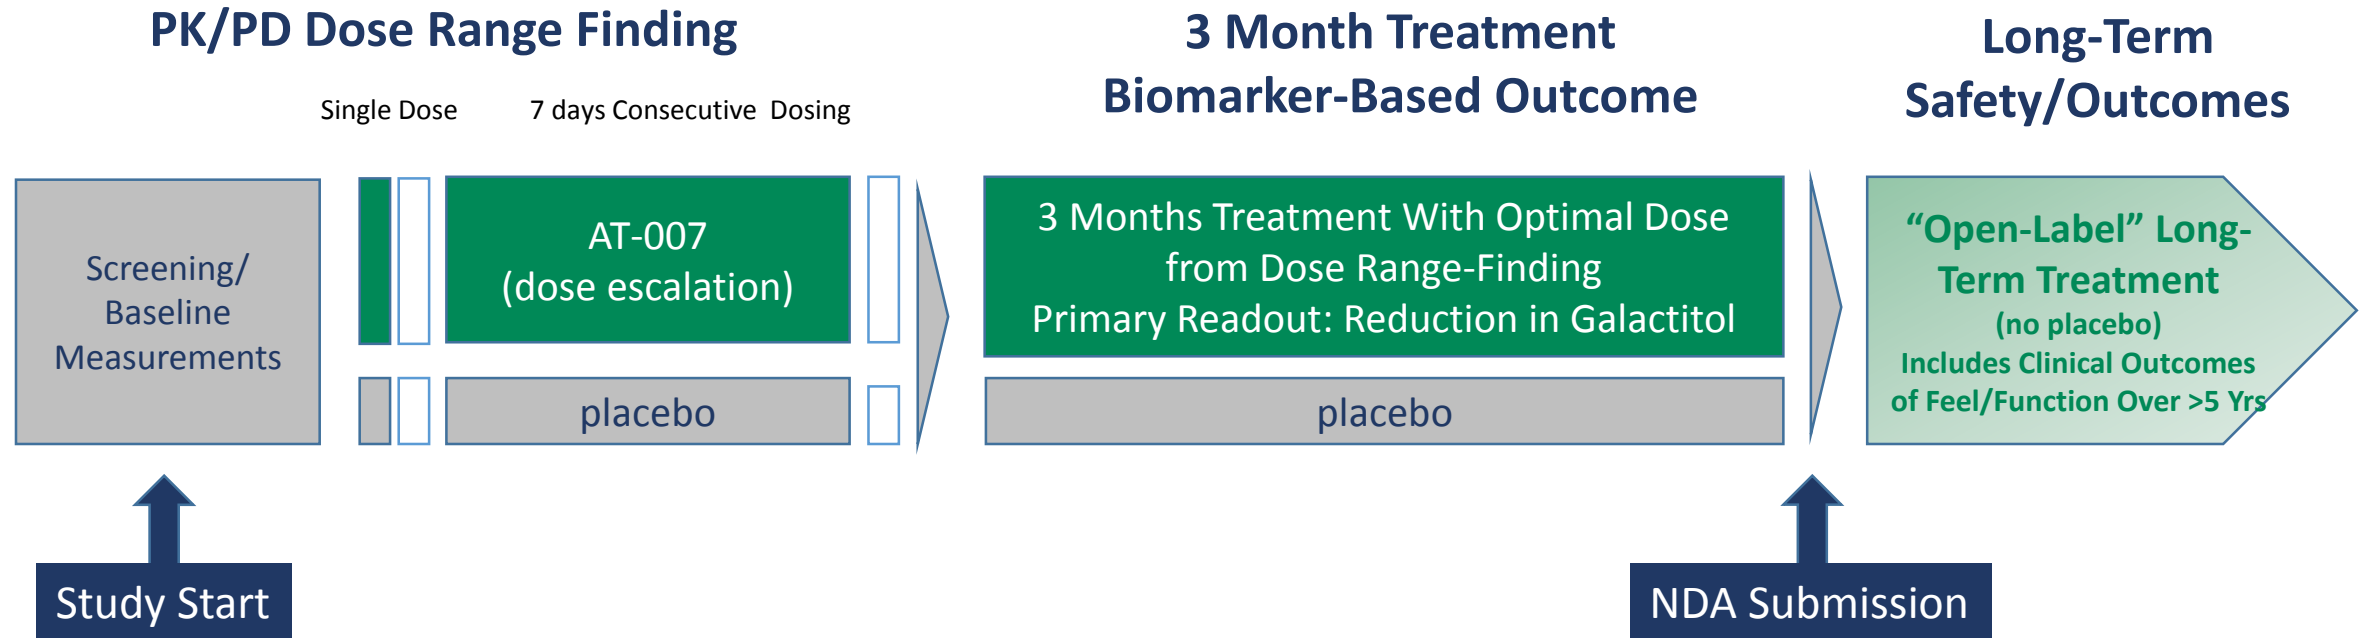 PK/PD Dose Range Finding
Single Dose
7 days Consecutive Dosing
3 Month Treatment
Biomarker-Based Outcome
Long-Term
Safety/Outcomes
Screening/
Baseline
Measurements
AT-007
(dose escalation)
placebo
3 Months Treatment With Optimal Dose
from Dose Range-Finding
Primary Readout: Reduction in Galactitol
placebo
“Open-Label” Long-
Term Treatment
(no placebo)
Includes Clinical Outcomes
of Feel/Function Over >5 Yrs
Study Start
NDA Submission